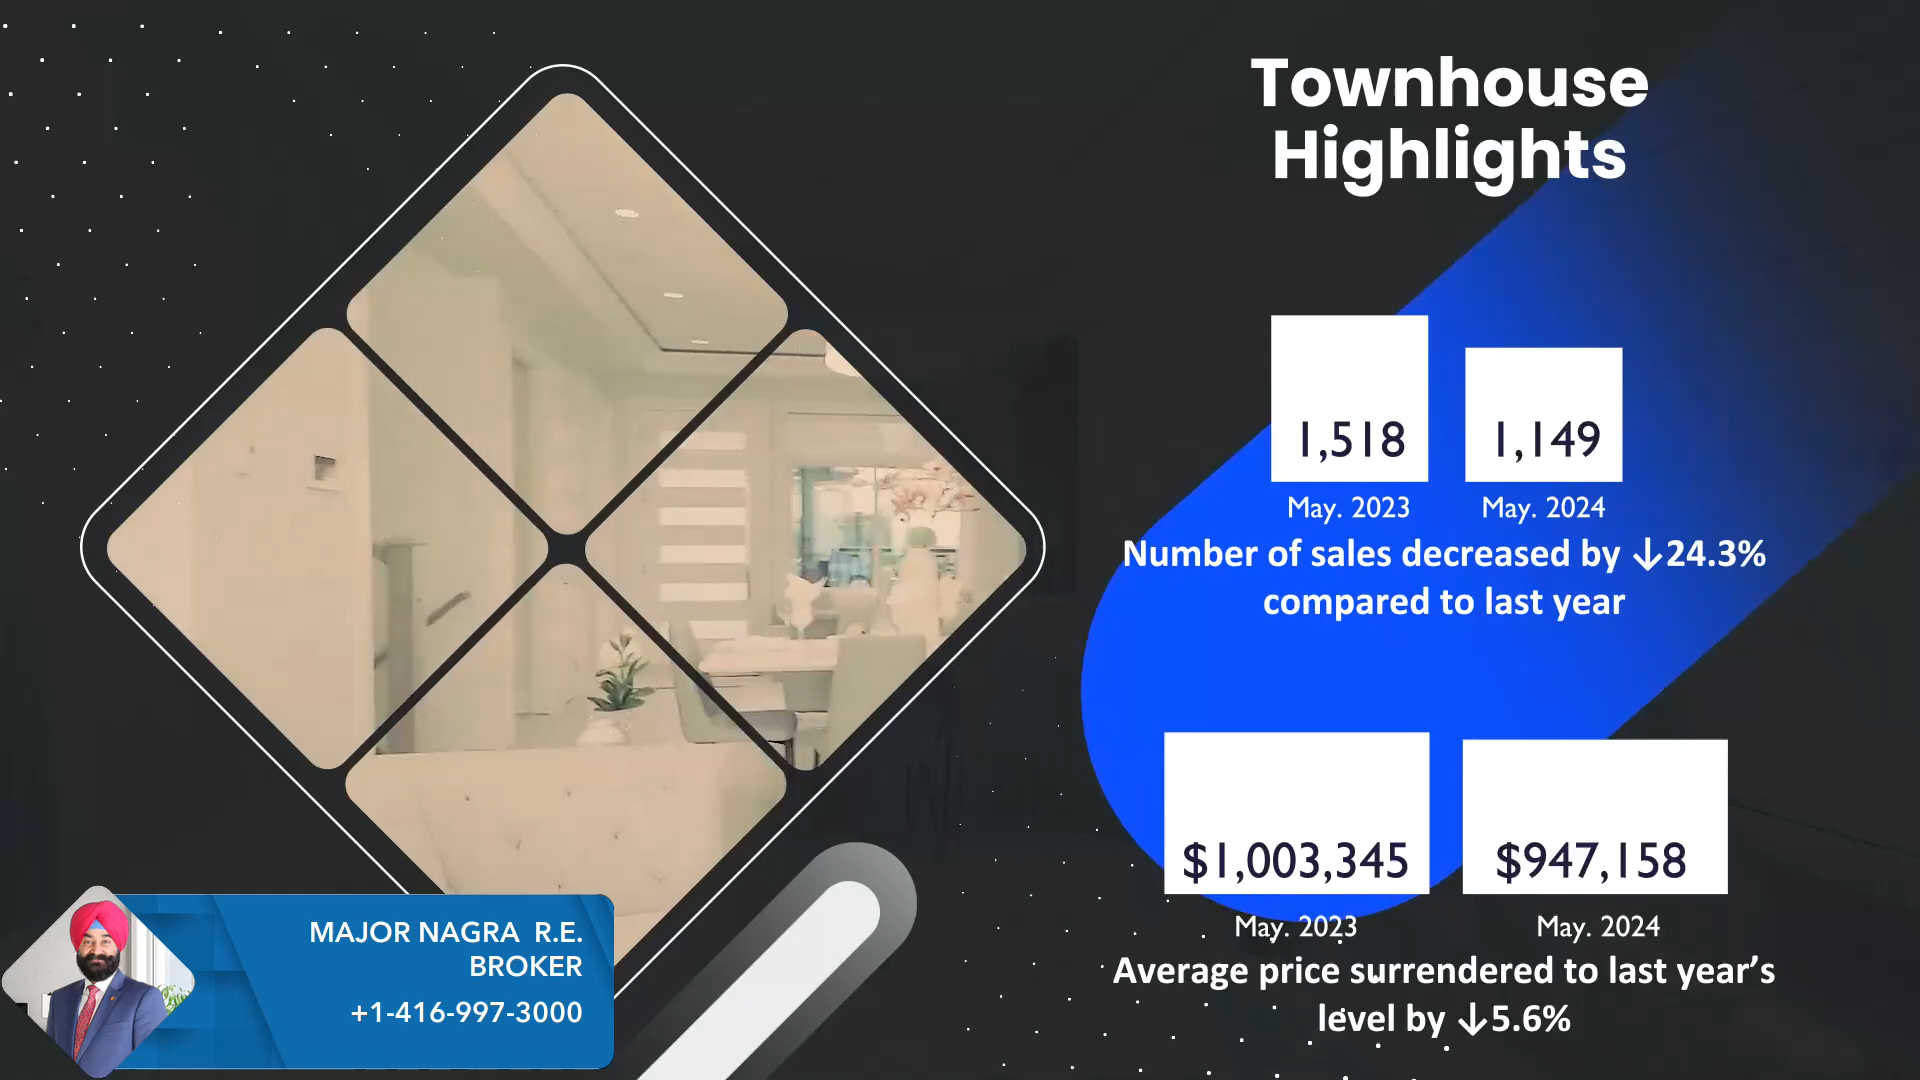 Townhouse
Highlights
1,518
1,149
May. 2023
May. 2024
Number of sales decreased by ↓24.3%
compared to last year
$1,003,345
$947,158
May. 2023
May. 2024
Average price surrendered to last year’s
level by ↓5.6%
MAJOR NAGRA R.E.
BROKER
+1-416-997-3000